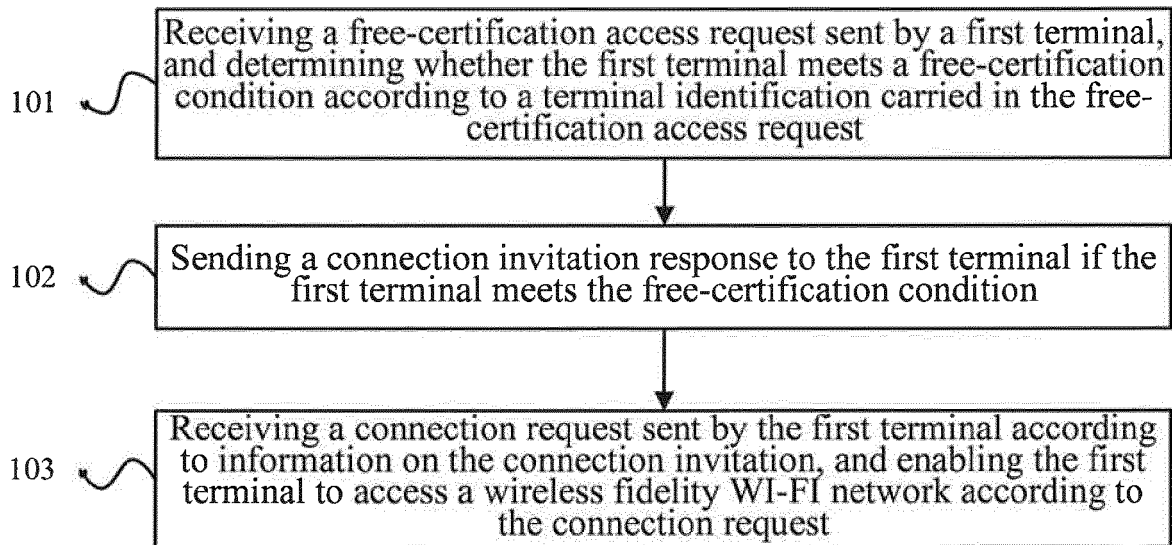 Receiving a free-certification access request sent by a first terminal,
and determining whether the first terminal meets a free-certification
101
condition according to a terminal identification carried in the free-
certification access request
Sending a connection invitation response to the first terminal if the
102
first terminal meets the free-certification condition
Receiving a connection request sent by the first terminal according
to information on the connection invitation, and enabling the first
103
terminal to access a wireless fidelity WI-FI network according to
the connection request